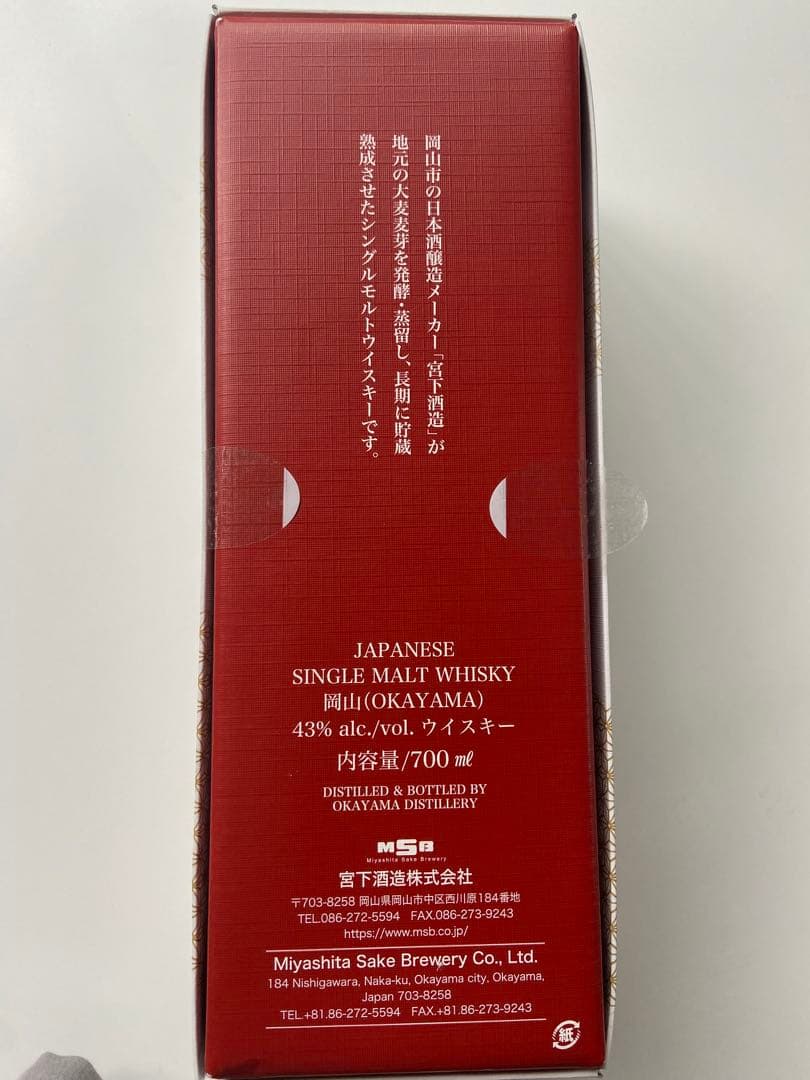 岡山市の日本酒醸造メーカー「宮下酒造」が
地元の大麦麦芽を発酵・蒸留し、長期に貯蔵
熟成させたシングルモルトウイスキーです。
JAPANESE
SINGLE MALT WHISKY
岡山(OKAYAMA)
43% alc./vol. ウイスキー
内容量/700㎖
DISTILLED & BOTTLED BY
OKAYAMA DISTILLERY
MSB
Miyashita Sake Brewery
宮下酒造株式会社
〒703-8258 岡山県岡山市中区西川原184番地
TEL.086-272-5594 FAX.086-273-9243
https://www.msb.co.jp/
Miyashita Sake Brewery Co., Ltd.
184 Nishigawara, Naka-ku, Okayama city. Okayama,
Japan 703-8258
TEL.+81.86-272-5594 FAX.+81.86-273-9243
紙